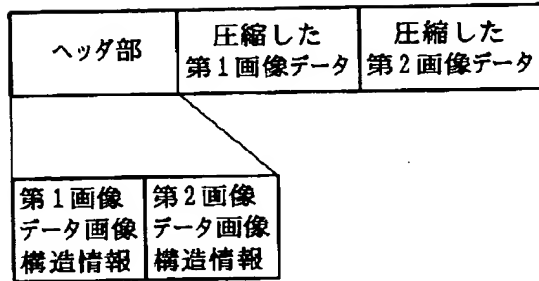 ヘッダ部
圧縮した
第1画像データ
圧縮した
第2画像データ
第1画像
データ画像
構造情報
第2画像
データ画像
構造情報